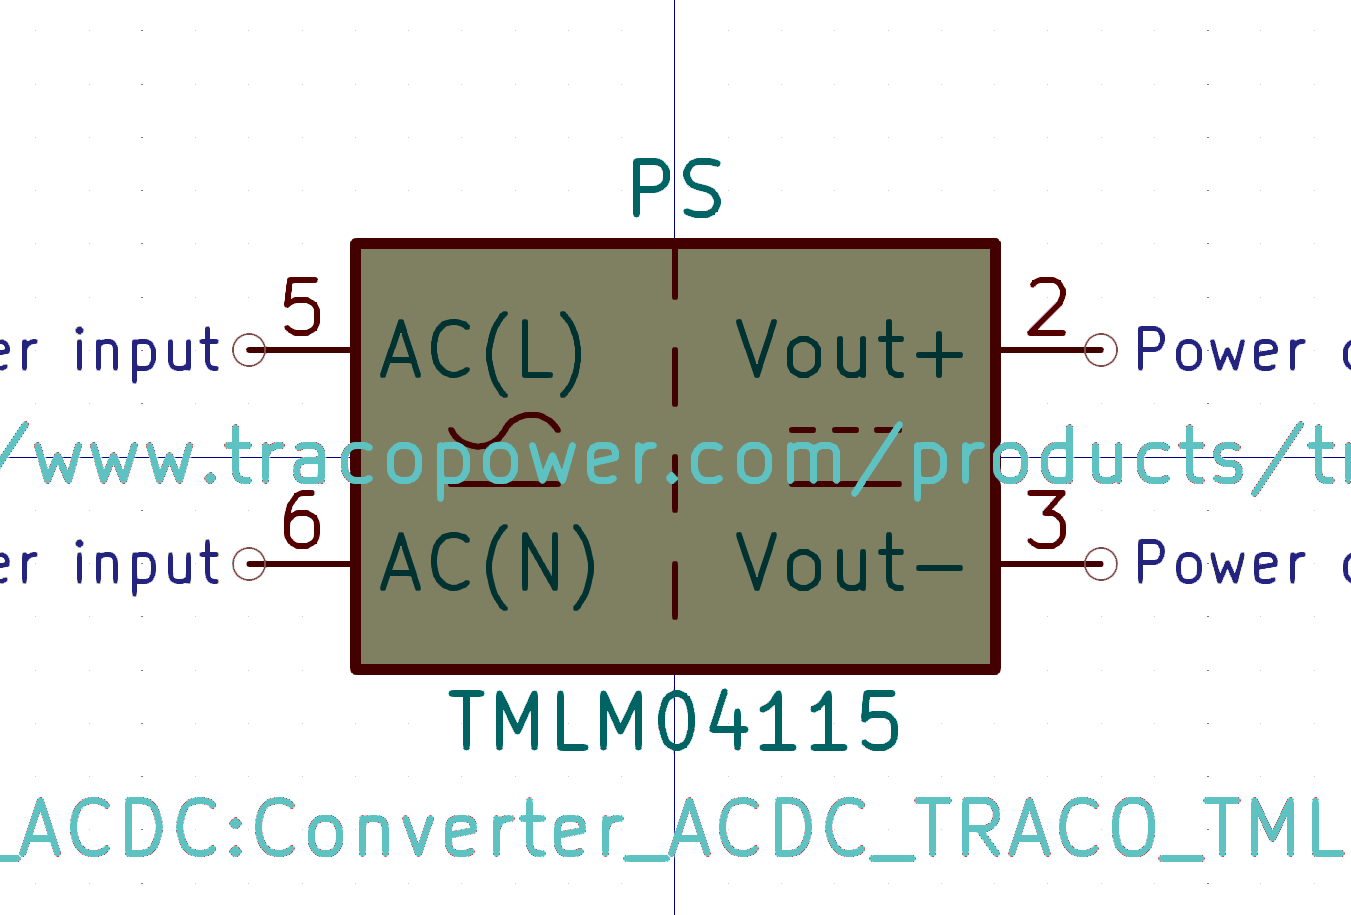 PS
5 2
er input AC(L) Vout+ Power
/www.tracopower.com/products/t
6 3
er input AC(N) Vout- Power
TMLM04115
_ACDC:Converter_ACDC_TRACO_TML